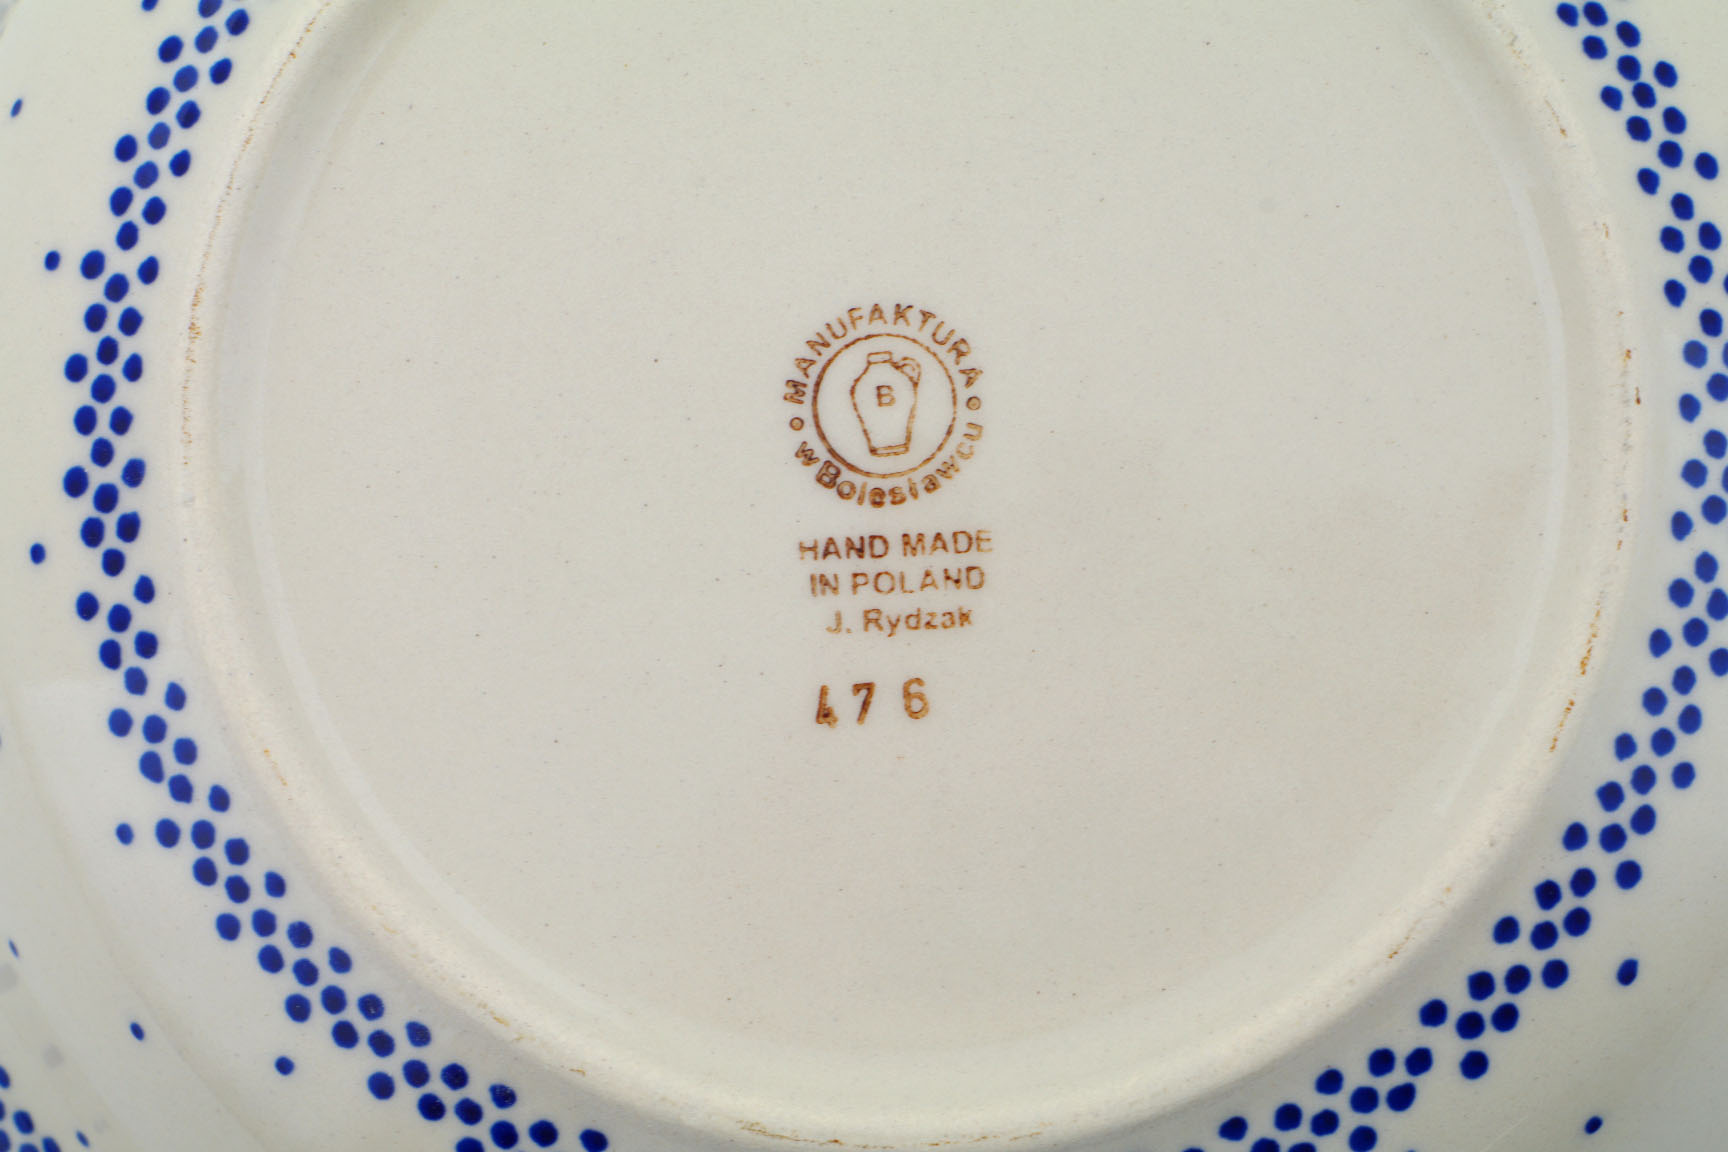 MANUFAKTURA
w Bolesławcu
B
HAND MADE
IN POLAND
J. Rydzak
476